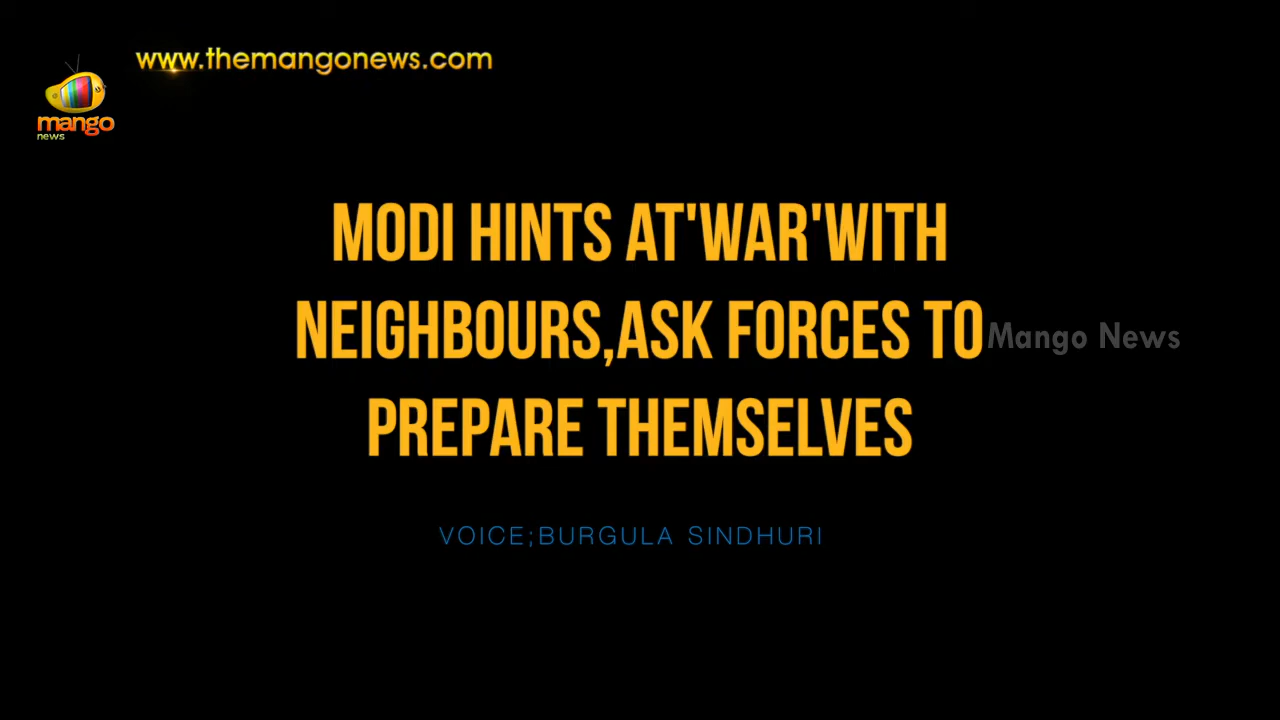 www.themangonews.com
mango
news
MODI HINTS AT'WAR'WITH
NEIGHBOURS,ASK FORCES TO
Mango News
PREPARE THEMSELVES
VOICE;BURGULA SINDHURI